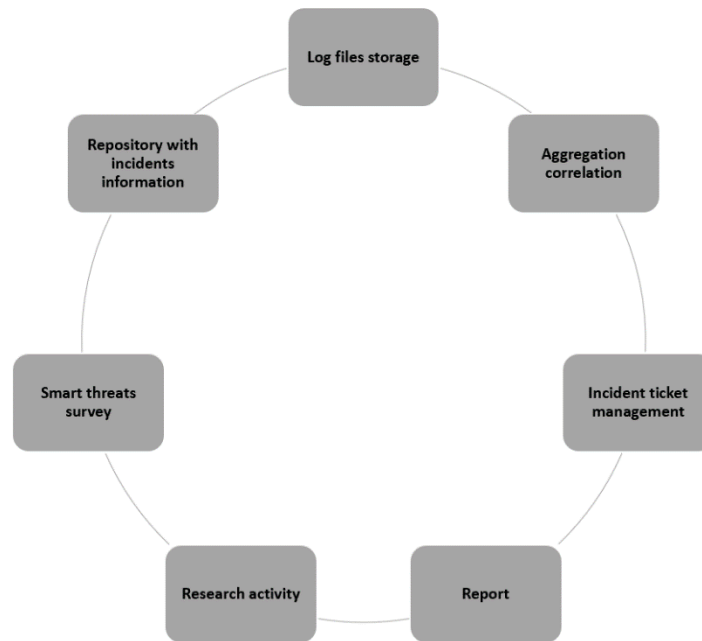 Log files storage
Aggregation
correlation
Incident ticket
management
Report
Research activity
Smart threats
survey
Repository with
incidents
information